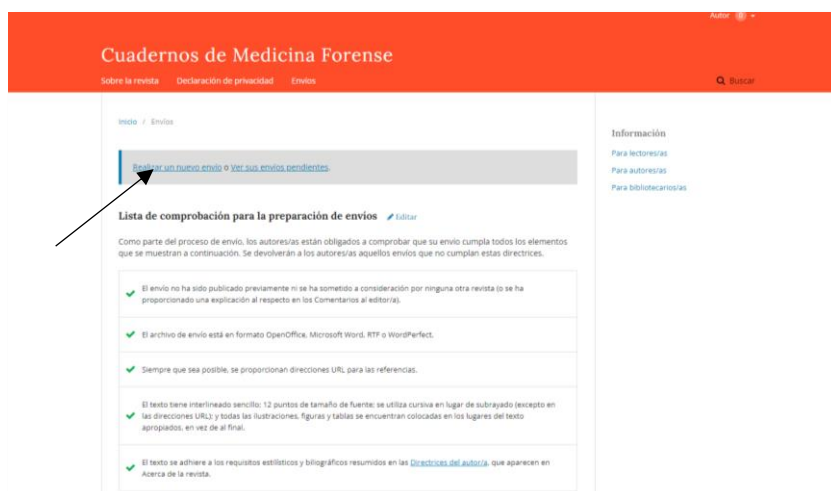 Autor 0
Cuadernos de Medicina Forense
Sobre la revista Declaración de privacidad Envíos
Buscar
Inicio / Envíos
Información
Para lectores/as
Para autores/as
Para bibliotecarios/as
Realizar un nuevo envío o Ver sus envíos pendientes.
Lista de comprobación para la preparación de envíos Editar
Como parte del proceso de envío, los autores/as están obligados a comprobar que su envío cumpla todos los elementos
que se muestran a continuación. Se devolverán a los autores/as aquellos envíos que no cumplan estas directrices.
El envío no ha sido publicado previamente ni se ha sometido a consideración por ninguna otra revista (o se ha
proporcionado una explicación al respecto en los Comentarios al editor/a).
El archivo de envío está en formato OpenOffice, Microsoft Word, RTF o WordPerfect.
Siempre que sea posible, se proporcionan direcciones URL para las referencias.
El texto tiene interlineado sencillo; 12 puntos de tamaño de fuente; se utiliza cursiva en lugar de subrayado (excepto en
las direcciones URL); y todas las ilustraciones, figuras y tablas se encuentran colocadas en los lugares del texto
apropiados, en vez de al final.
El texto se adhiere a los requisitos estilísticos y biliográficos resumidos en las Directrices del autor/a, que aparecen en
Acerca de la revista.